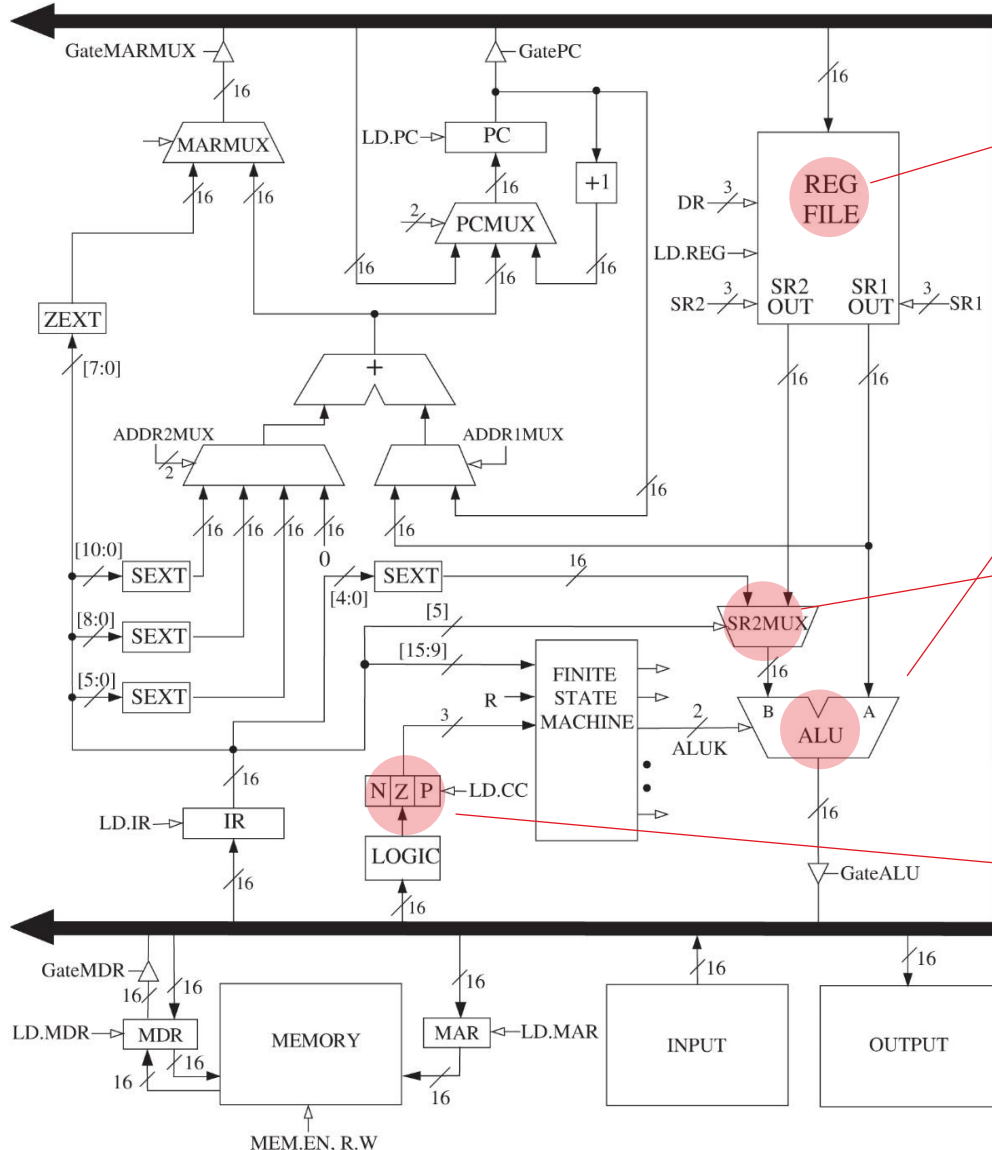 GateMARMUX
GatePC
16
16
MARMUX
LD.PC
PC
+1
16
16
16
2
PCMUX
16
16
16
REG
FILE
3
DR
LD.REG
3
SR2
SR2
OUT
SR1
OUT
3
SR1
ZEXT
[7:0]
+
16
16
ADDR2MUX
2
ADDR1MUX
16
16
16
16
16
16
0
[10:0]
SEXT
[4:0]
SEXT
16
[8:0]
SEXT
[5]
SR2MUX
[15:9]
16
[5:0]
SEXT
R
FINITE
STATE
MACHINE
3
2
ALUK
B
A
ALU
16
N Z P
LD.CC
LD.IR
IR
LOGIC
16
GateALU
16
16
GateMDR
16
16
16
16
16
LD.MDR
MDR
MEMORY
MAR
LD.MAR
INPUT
OUTPUT
16
16
16
MEM.EN. R.W